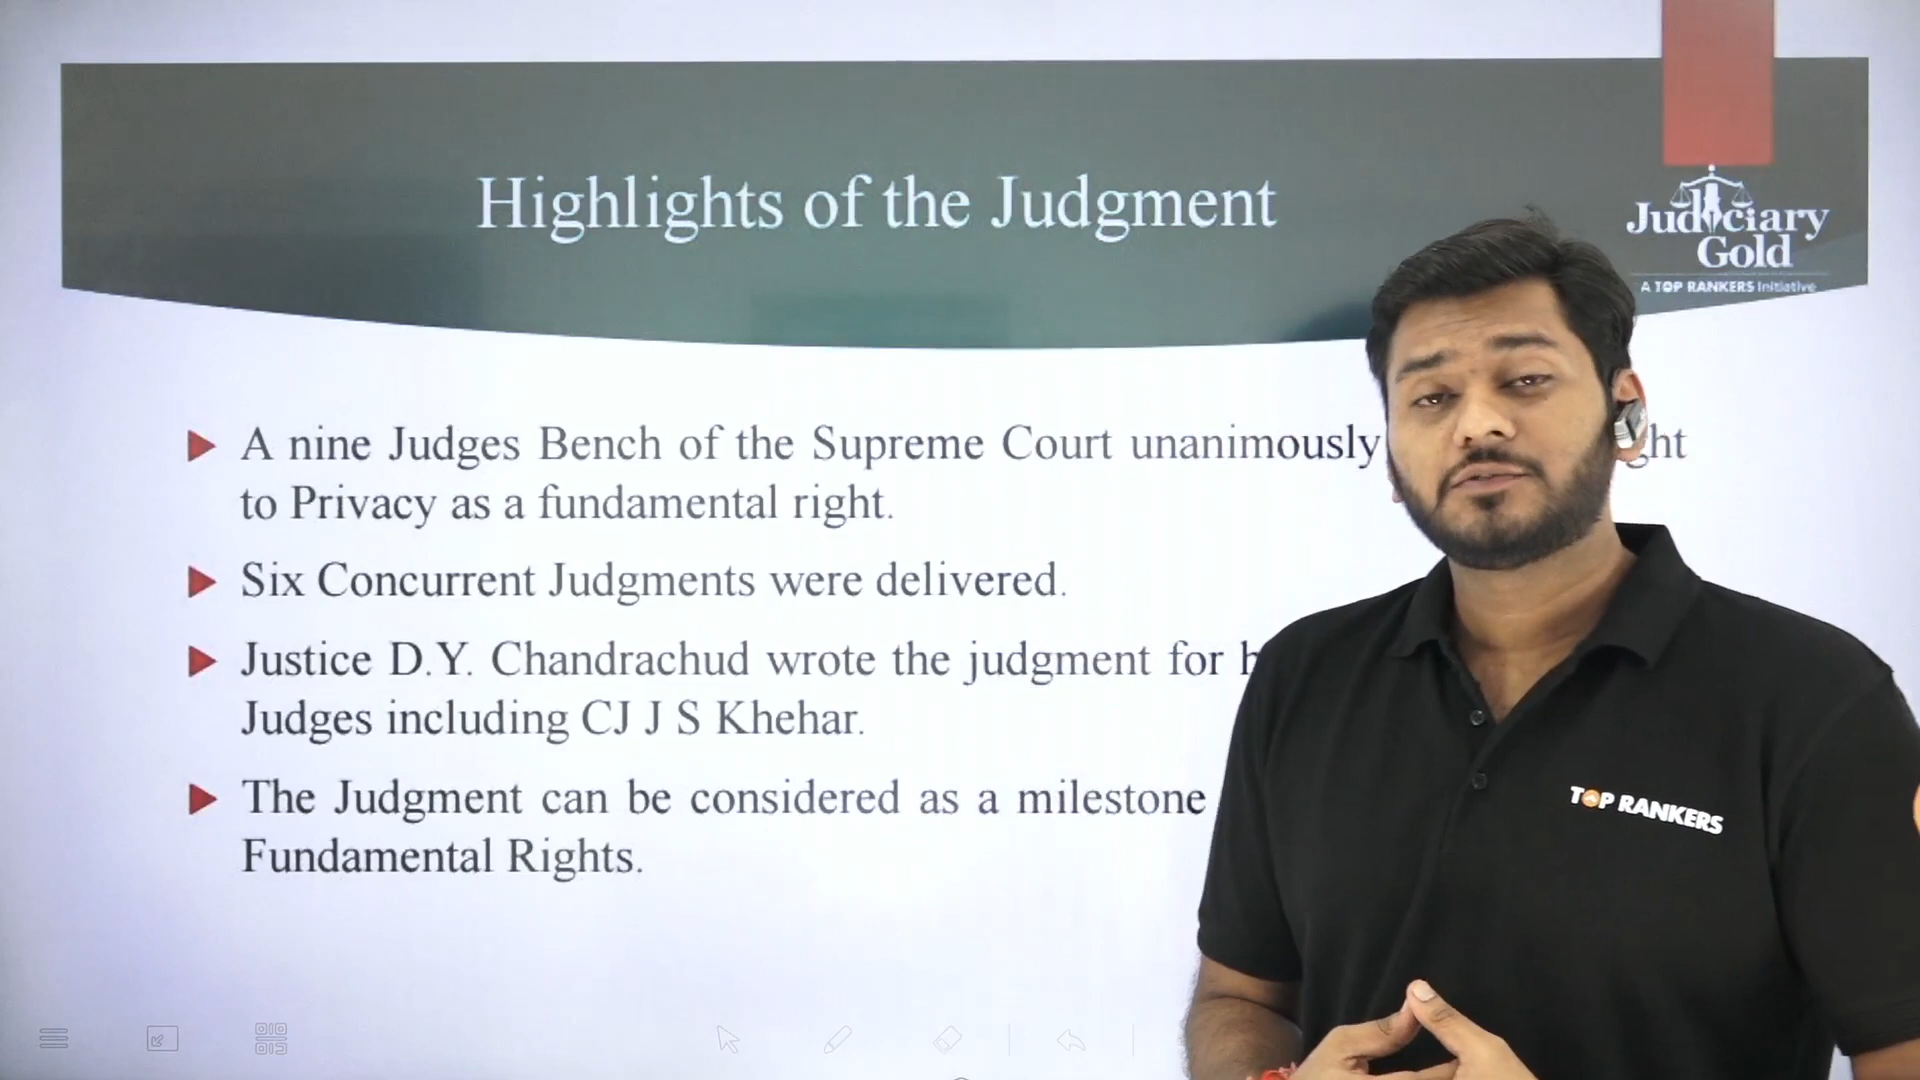 Highlights of the Judgment
Judiciary
Gold
A TOP RANKERS Initiative
A nine Judges Bench of the Supreme Court unanimously
to Privacy as a fundamental right.
Six Concurrent Judgments were delivered.
Justice D.Y. Chandrachud wrote the judgment for
Judges including CJ J S Khehar.
The Judgment can be considered as a milestone
Fundamental Rights.
TOP RANKERS